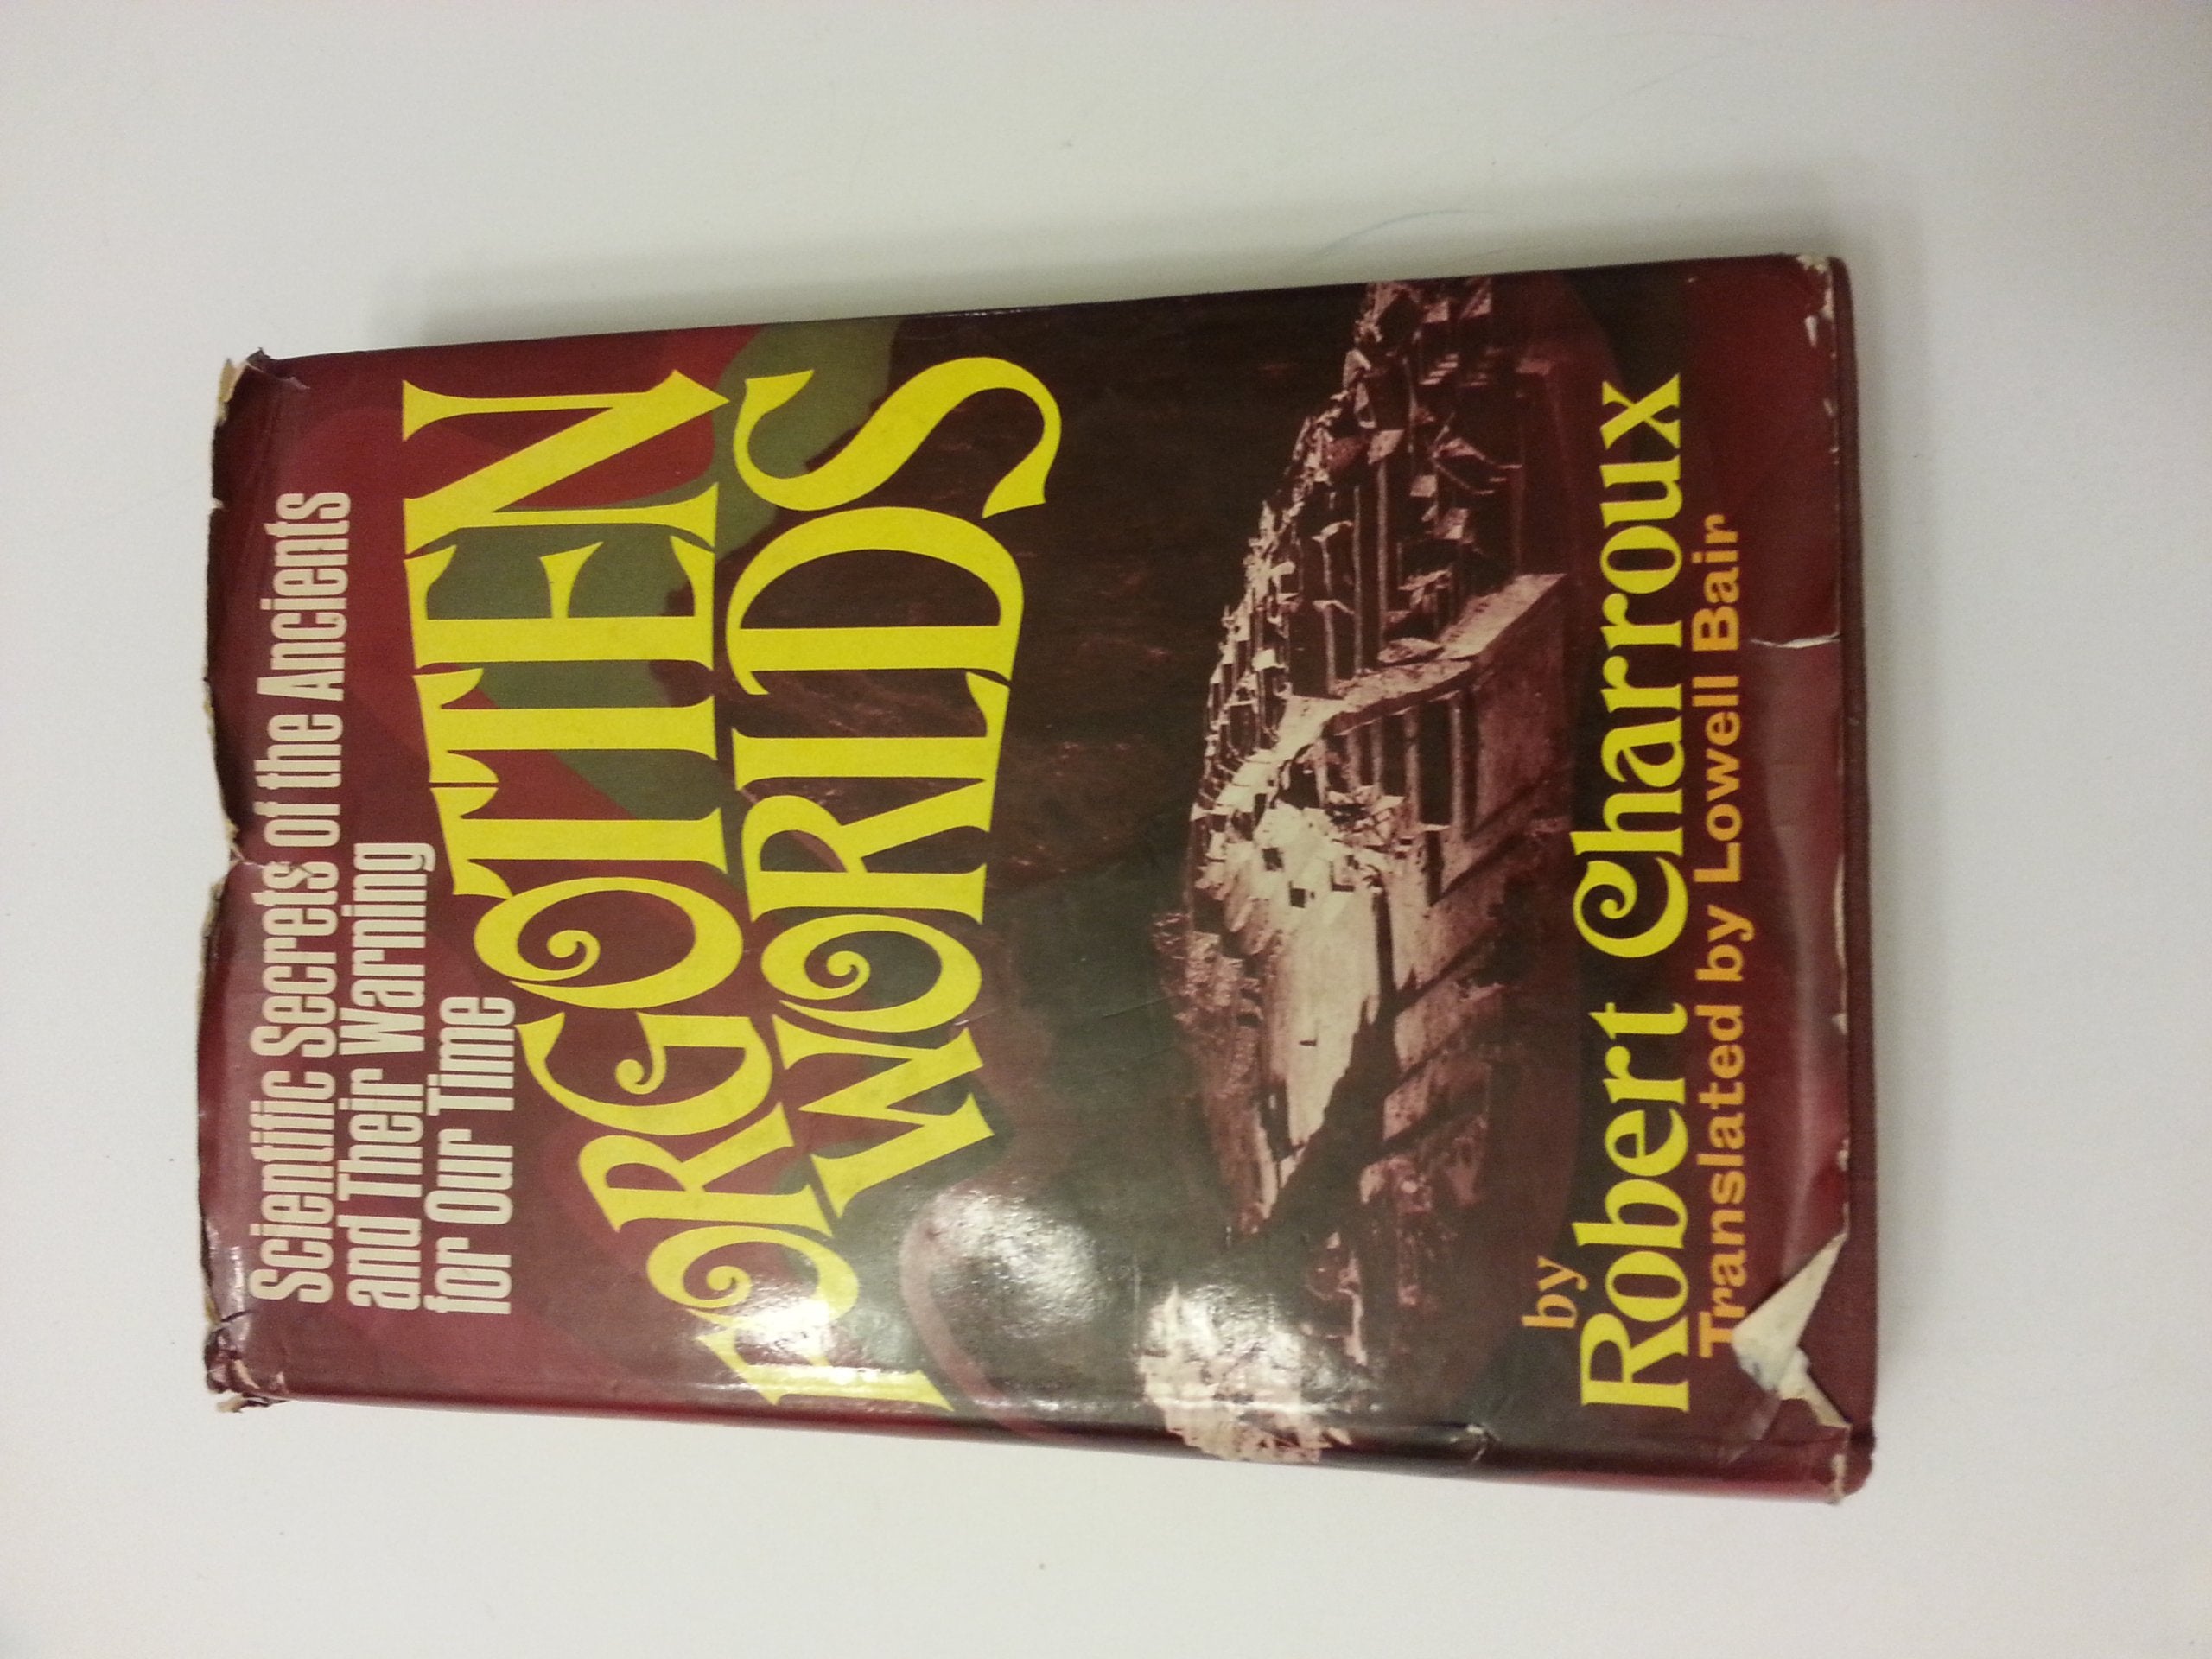 Scientific Secrets of the Ancients
and Their Warning
for Our Time
FORGOTTEN
WORLDS
by
Robert Charroux
Translated by Lowell Bair